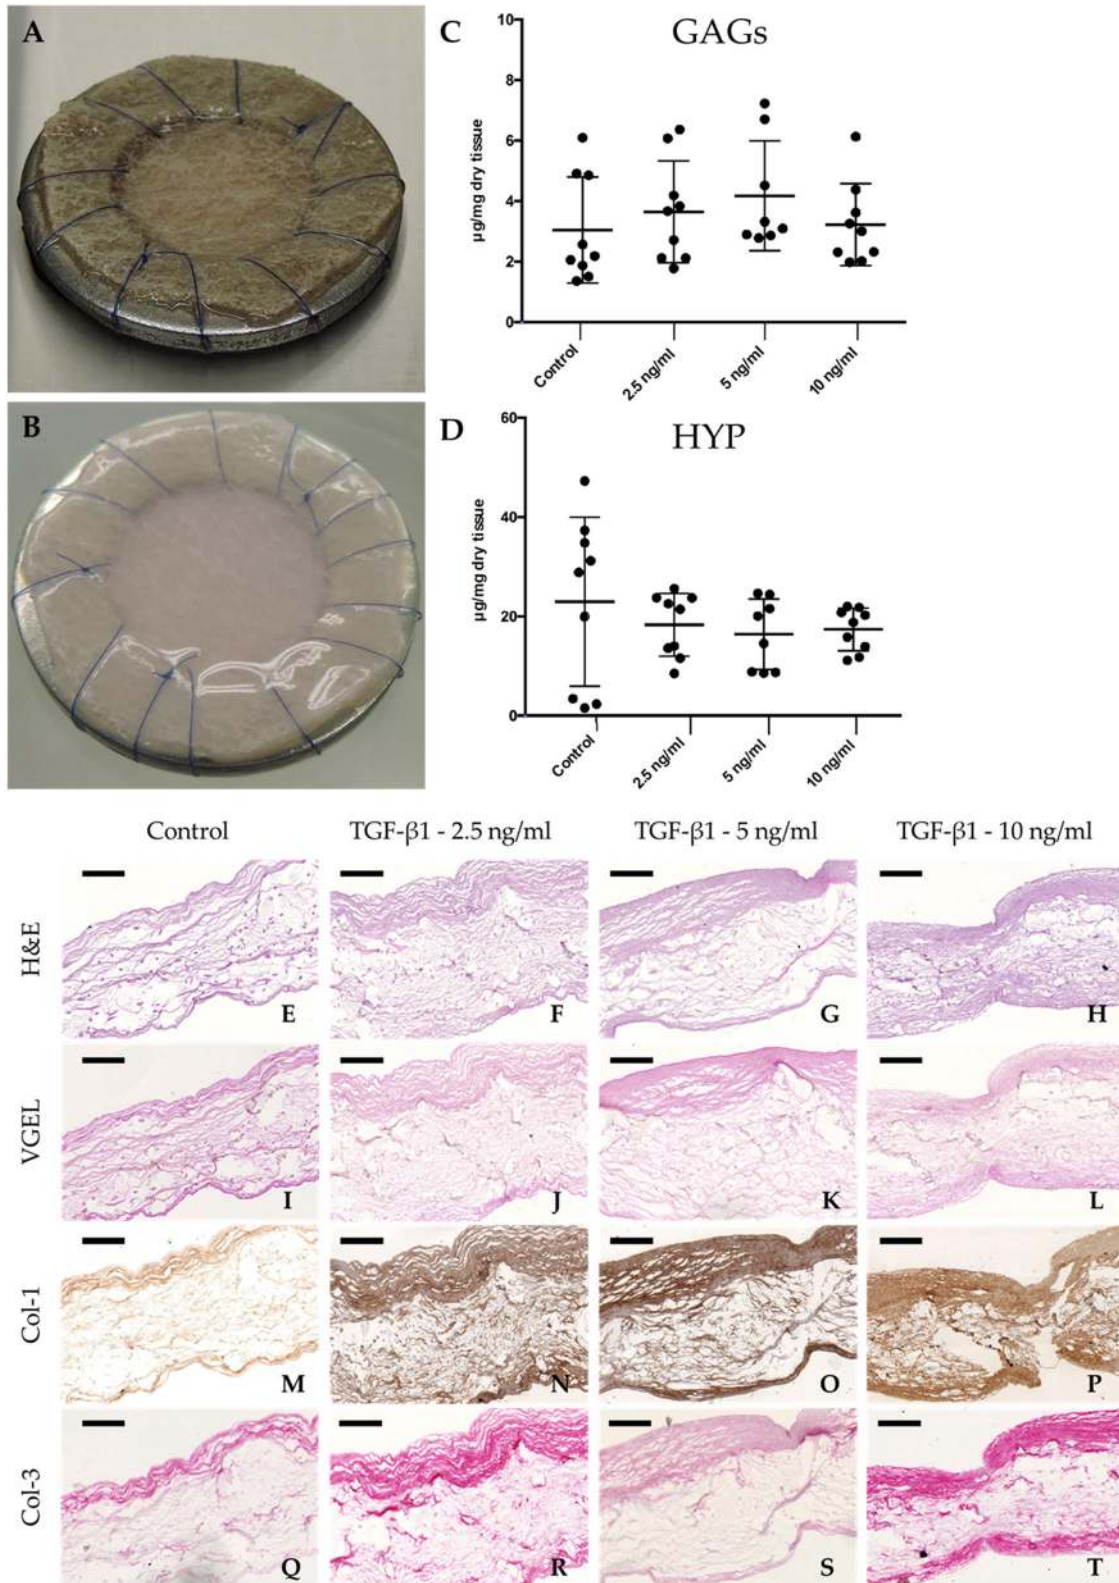 A
B
C
GAGs
10
8
6
4
2
0
µg/mg dry tissue
Control
2.5 ng/ml
5 ng/ml
10 ng/ml
D
HYP
60
40
20
0
µg/mg dry tissue
Control
2.5 ng/ml
5 ng/ml
10 ng/ml
Control
TGF-β1 - 2.5 ng/ml
TGF-β1 - 5 ng/ml
TGF-β1 - 10 ng/ml
H&E
E
F
G
H
VGEL
I
J
K
L
Col-1
M
N
O
P
Col-3
Q
R
S
T